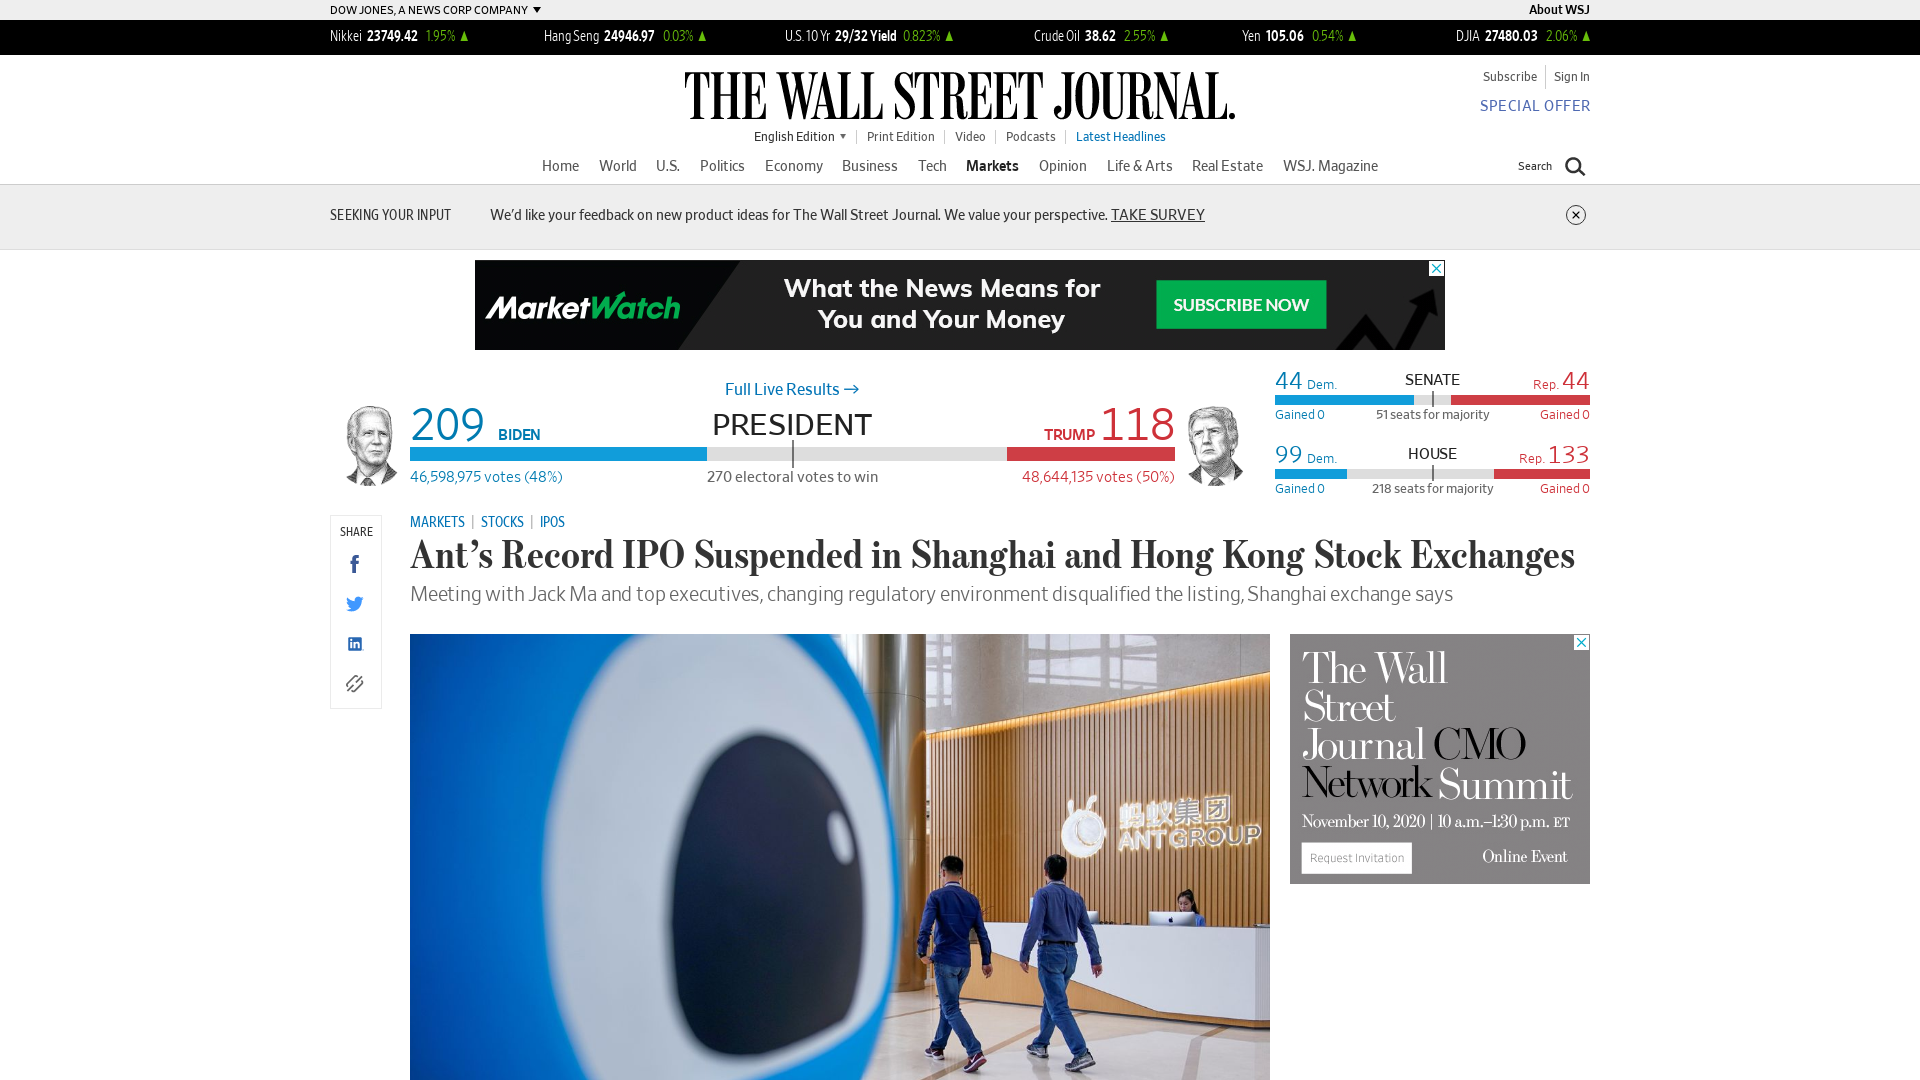 DOW JONES, A NEWS CORP COMPANY
About WSJ
Nikkei 23749.42 1.95%
Hang Seng 24946.97 0.03%
U.S. 10 Yr 29/32 Yield 0.823%
Crude Oil 38.62 2.55%
Yen 105.06 0.54%
DJIA 27480.03 2.06%
THE WALL STREET JOURNAL.
Subscribe
Sign In
SPECIAL OFFER
English Edition
Print Edition
Video
Podcasts
Latest Headlines
Home
World
U.S.
Politics
Economy
Business
Tech
Markets
Opinion
Life & Arts
Real Estate
WSJ. Magazine
Search
SEEKING YOUR INPUT
We’d like your feedback on new product ideas for The Wall Street Journal. We value your perspective. TAKE SURVEY
MarketWatch
What the News Means for
You and Your Money
SUBSCRIBE NOW
Full Live Results →
209 BIDEN
PRESIDENT
TRUMP 118
46,598,975 votes (48%)
270 electoral votes to win
48,644,135 votes (50%)
44 Dem.
SENATE
Rep. 44
Gained 0
51 seats for majority
Gained 0
99 Dem.
HOUSE
Rep. 133
Gained 0
218 seats for majority
Gained 0
SHARE
MARKETS | STOCKS | IPOS
Ant’s Record IPO Suspended in Shanghai and Hong Kong Stock Exchanges
Meeting with Jack Ma and top executives, changing regulatory environment disqualified the listing, Shanghai exchange says
蚂蚁集团
ANT GROUP
The Wall
Street
Journal CMO
Network Summit
November 10, 2020 | 10 a.m.–1:30 p.m. ET
Request Invitation
Online Event